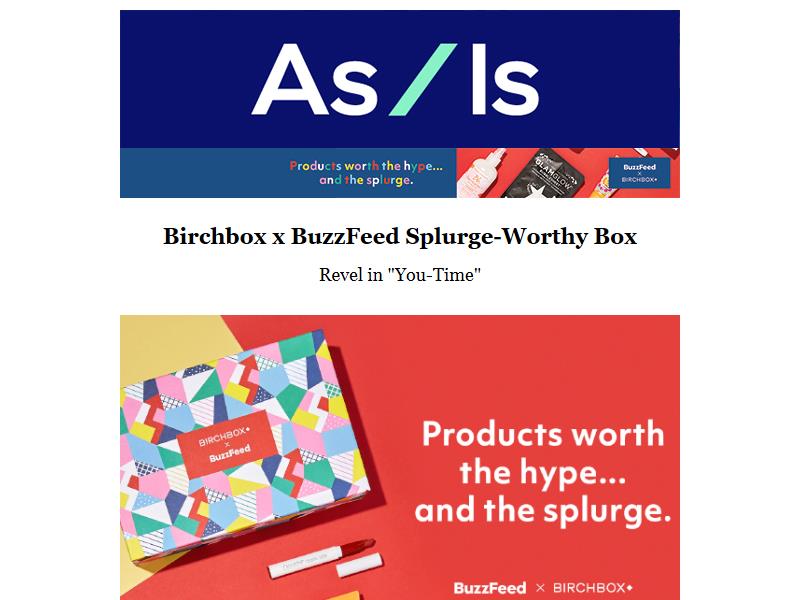 As/Is
Products worth the hype...
and the splurge.
GLAMGLOW
BuzzFeed
×
BIRCHBOX+
Birchbox x BuzzFeed Splurge-Worthy Box
Revel in "You-Time"
BIRCHBOX+
×
BuzzFeed
Products worth
the hype...
and the splurge.
BuzzFeed × BIRCHBOX+